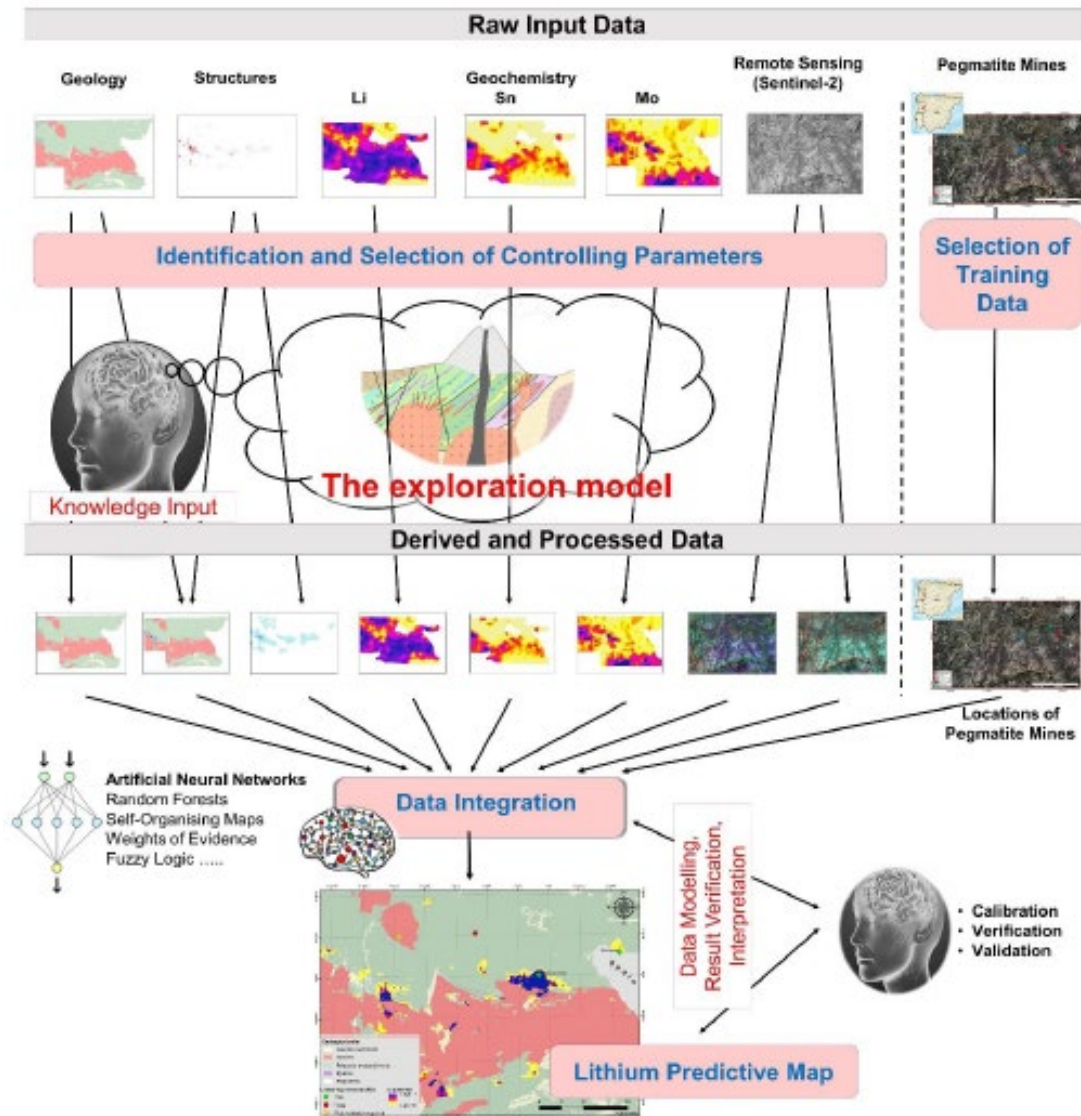 Raw Input Data
Geology
Structures
Geochemistry
Li
Sn
Mo
Remote Sensing
(Sentinel-2)
Pegmatite Mines
Identification and Selection of Controlling Parameters
Selection of
Training
Data
The exploration model
Knowledge Input
Derived and Processed Data
Locations of
Pegmatite Mines
Artificial Neural Networks
Random Forests
Self-Organising Maps
Weights of Evidence
Fuzzy Logic .....
Data Integration
Data Modelling,
Result Verification,
Interpretation
• Calibration
• Verification
• Validation
Lithium Predictive Map